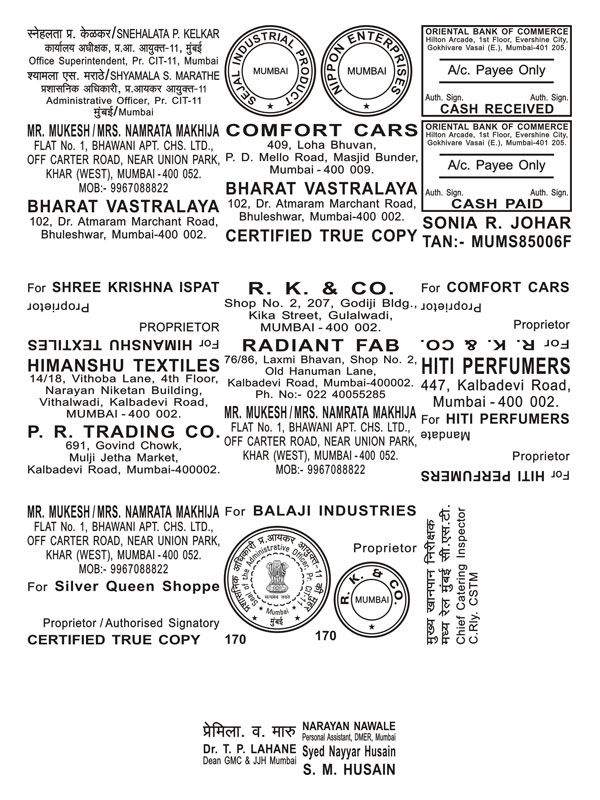 स्नेहलता प्र. केळकर/SNEHALATA P. KELKAR
कार्यालय अधीक्षक, प्र.आ. आयुक्त-11, मुंबई
Office Superintendent, Pr. CIT-11, Mumbai
श्यामला एस. मराठे/SHYAMALA S. MARATHE
प्रशासनिक अधिकारी, प्र.आयकर आयुक्त-11
Administrative Officer, Pr. CIT-11
मुंबई/Mumbai
MR. MUKESH / MRS. NAMRATA MAKHIJA
FLAT No. 1, BHAWANI APT. CHS. LTD.,
OFF CARTER ROAD, NEAR UNION PARK,
KHAR (WEST), MUMBAI - 400 052.
MOB:- 9967088822
BHARAT VASTRALAYA
102, Dr. Atmaram Marchant Road,
Bhuleshwar, Mumbai-400 002.
SEJAL INDUSTRIAL PRODUCT
MUMBAI
NIPPON ENTERPRISES
MUMBAI
COMFORT CARS
409, Loha Bhuvan,
P. D. Mello Road, Masjid Bunder,
Mumbai - 400 009.
BHARAT VASTRALAYA
102, Dr. Atmaram Marchant Road,
Bhuleshwar, Mumbai-400 002.
CERTIFIED TRUE COPY
ORIENTAL BANK OF COMMERCE
Hilton Arcade, 1st Floor, Evershine City,
Gokhivare Vasai (E.), Mumbai-401 205.
A/c. Payee Only
Auth. Sign. Auth. Sign.
CASH RECEIVED
ORIENTAL BANK OF COMMERCE
Hilton Arcade, 1st Floor, Evershine City,
Gokhivare Vasai (E.), Mumbai-401 205.
A/c. Payee Only
Auth. Sign. Auth. Sign.
CASH PAID
SONIA R. JOHAR
TAN:- MUMS85006F
For SHREE KRISHNA ISPAT
Proprietor
PROPRIETOR
For HIMANSHU TEXTILES
HIMANSHU TEXTILES
14/18, Vithoba Lane, 4th Floor,
Narayan Niketan Building,
Vithalwadi, Kalbadevi Road,
MUMBAI - 400 002.
P. R. TRADING CO.
691, Govind Chowk,
Mulji Jetha Market,
Kalbadevi Road, Mumbai-400002.
R. K. & CO.
Shop No. 2, 207, Godiji Bldg.,
Kika Street, Gulalwadi,
MUMBAI - 400 002.
RADIANT FAB
76/86, Laxmi Bhavan, Shop No. 2,
Old Hanuman Lane,
Kalbadevi Road, Mumbai-400002.
Ph. No:- 022 40055285
MR. MUKESH / MRS. NAMRATA MAKHIJA
FLAT No. 1, BHAWANI APT. CHS. LTD.,
OFF CARTER ROAD, NEAR UNION PARK,
KHAR (WEST), MUMBAI - 400 052.
MOB:- 9967088822
For COMFORT CARS
Proprietor
Proprietor
For R. K. & CO.
HITI PERFUMERS
447, Kalbadevi Road,
Mumbai - 400 002.
For HITI PERFUMERS
Mandate
Proprietor
For HITI PERFUMERS
MR. MUKESH / MRS. NAMRATA MAKHIJA
FLAT No. 1, BHAWANI APT. CHS. LTD.,
OFF CARTER ROAD, NEAR UNION PARK,
KHAR (WEST), MUMBAI - 400 052.
MOB:- 9967088822
For Silver Queen Shoppe
Proprietor / Authorised Signatory
CERTIFIED TRUE COPY
For BALAJI INDUSTRIES
Proprietor
प्रशासनिक अधिकारी प्र.आयकर आयुक्त-11 की मुहर
Seal of the Administrative Officer, Pr. CIT-11
Mumbai
मुंबई
170
R. K. & CO.
MUMBAI
170
मुख्य खानपान निरीक्षक
मध्य रेल मुंबई सी.एस.टी.
Chief Catering Inspector
C.Rly. CSTM
प्रेमिला. व. मारु
Dr. T. P. LAHANE
Dean GMC & JJH Mumbai
NARAYAN NAWALE
Personal Assistant, DMER, Mumbai
Syed Nayyar Husain
S. M. HUSAIN